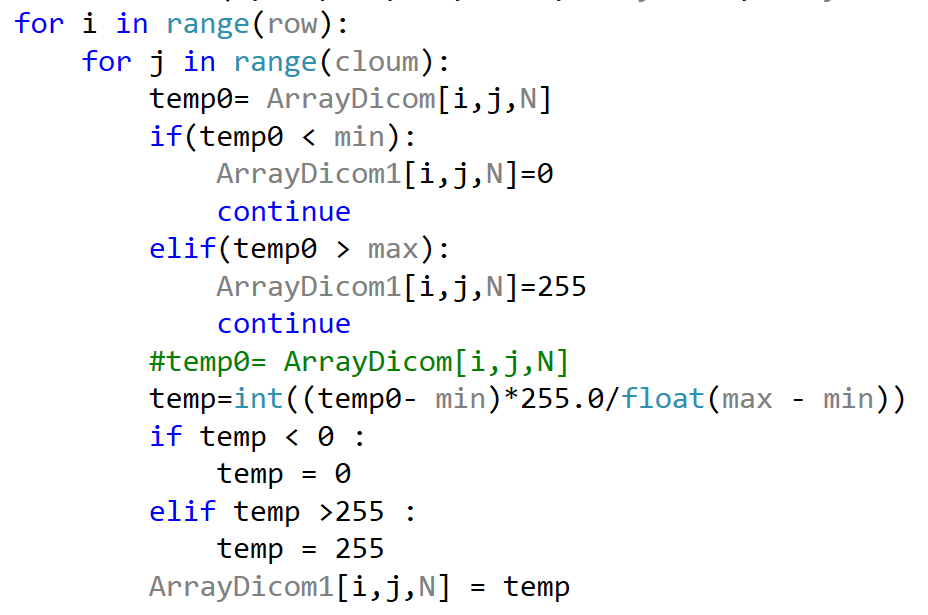 for i in range(row):
    for j in range(cloum):
        temp0= ArrayDicom[i,j,N]
        if(temp0 < min):
            ArrayDicom1[i,j,N]=0
            continue
        elif(temp0 > max):
            ArrayDicom1[i,j,N]=255
            continue
        #temp0= ArrayDicom[i,j,N]
        temp=int((temp0- min)*255.0/float(max - min))
        if temp < 0 :
            temp = 0
        elif temp >255 :
            temp = 255
        ArrayDicom1[i,j,N] = temp